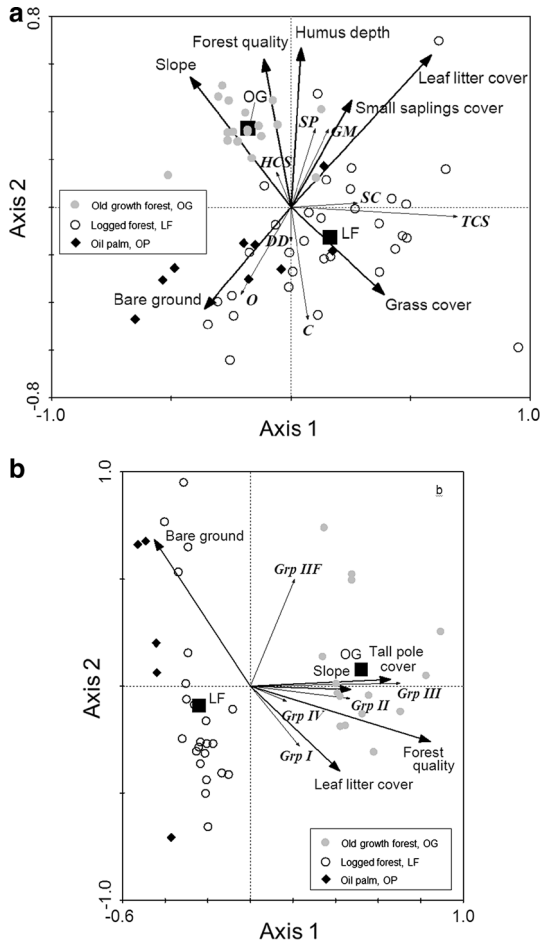 a
0.8
Forest quality
Humus depth
Slope
Leaf litter cover
OG
Small saplings cover
SP
GM
HCS
Axis 2
SC
TCS
Old growth forest, OG
Logged forest, LF
Oil palm, OP
LF
DD
Bare ground
O
Grass cover
C
-0.8
-1.0
1.0
Axis 1
b
1.0
b
Bare ground
Grp IIF
OG
Tall pole
cover
Slope
Axis 2
Grp III
LF
Grp II
Grp IV
Grp I
Forest
quality
Leaf litter cover
Old growth forest, OG
Logged forest, LF
Oil palm, OP
-1.0
-0.6
1.0
Axis 1